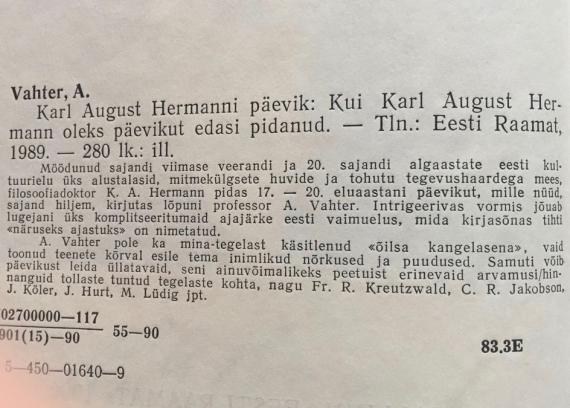 Vahter, A.
Karl August Hermanni päevik: Kui Karl August Her-
mann oleks päevikut edasi pidanud. — Tln.: Eesti Raamat,
1989. — 280 lk.: ill.
Möödunud sajandi viimase veerandi ja 20. sajandi algaastate eesti kul-
tuurielu üks alustalasid, mitmekülgsete huvide ja tohutu tegevushaardega mees,
filosoofiadoktor K. A. Hermann pidas 17. — 20. eluaastani päevikut, mille nüüd,
sajand hiljem, kirjutas lõpuni professor A. Vahter. Intrigeerivas vormis jõuab
lugejani üks komplitseeritumaid ajajärke eesti vaimuelus, mida kirjasõnas tihti
«näruseks ajastuks» on nimetatud.
A. Vahter pole ka mina-tegelast käsitlenud «õilsa kangelasena», vaid
toonud teenete kõrval esile tema inimlikud nõrkused ja puudused. Samuti võib
päevikust leida üllatavaid, seni ainuvõimalikeks peetuist erinevaid arvamusi/hin-
nanguid tollaste tuntud tegelaste kohta, nagu Fr. R. Kreutzwald, C. R. Jakobson,
J. Köler, J. Hurt, M. Lüdig jpt.
02700000—117
901(15)—90
55—90
83.3E
5—450—01640—9